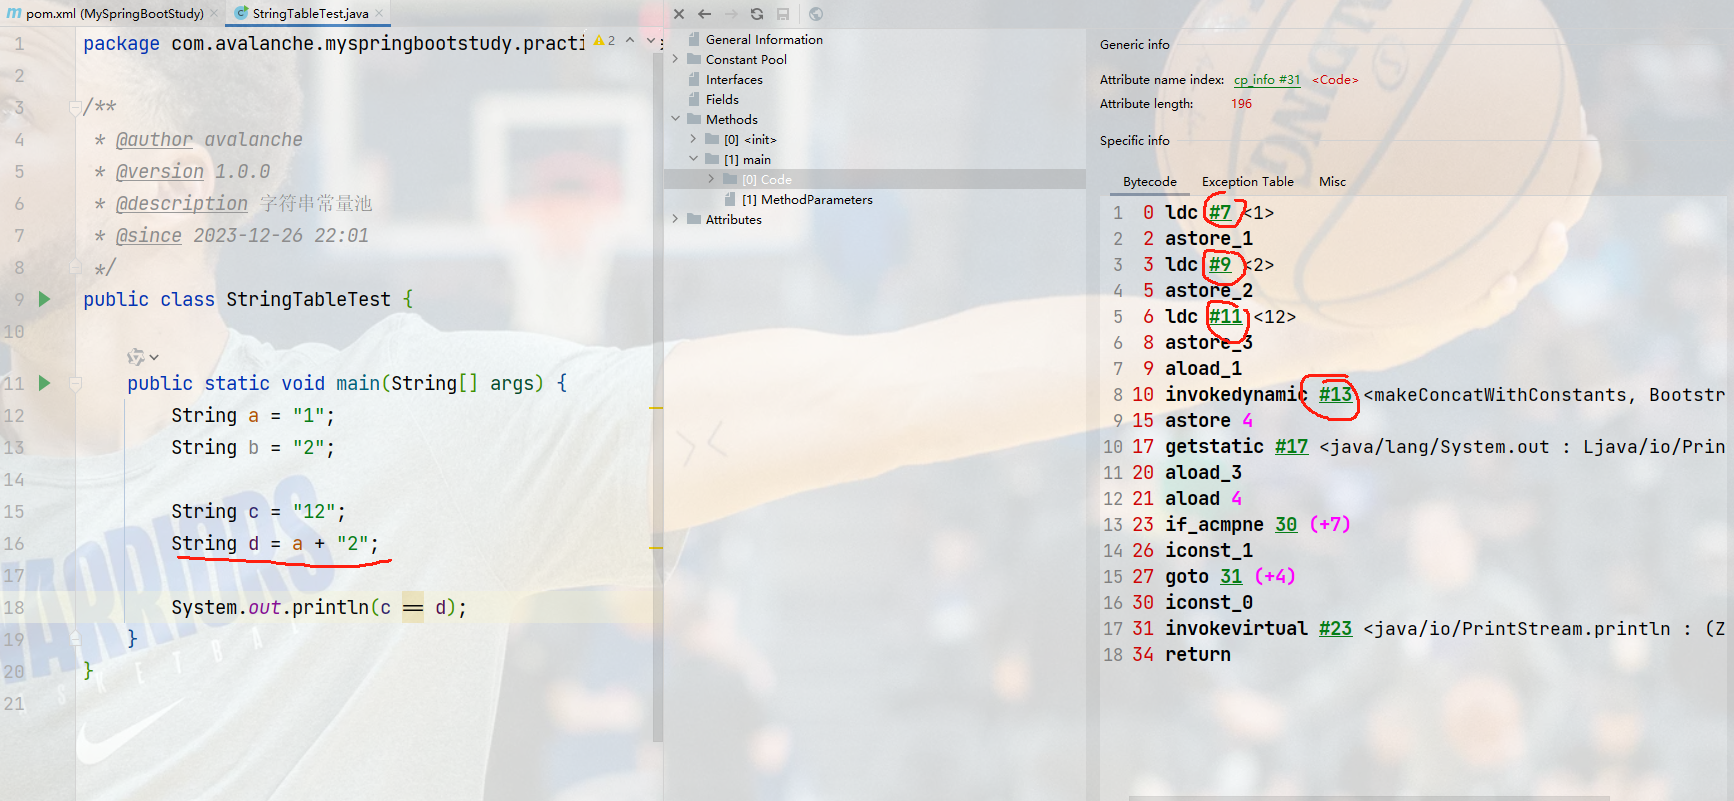 pom.xml (MySpringBootStudy)
StringTableTest.java
1 package com.avalanche.myspringbootstudy.practi
2
2
3 /**
4 * @author avalanche
5 * @version 1.0.0
6 * @description 字符串常量池
7 * @since 2023-12-26 22:01
8 */
9 public class StringTableTest {
10
11 public static void main(String[] args) {
12 String a = "1";
13 String b = "2";
14
15 String c = "12";
16 String d = a + "2";
17
18 System.out.println(c == d);
19 }
20 }
21
General Information
Constant Pool
Interfaces
Fields
Methods
[0] <init>
[1] main
[0] Code
[1] MethodParameters
Attributes
Generic info
Attribute name index: cp_info #31 <Code>
Attribute length: 196
Specific info
Bytecode Exception Table Misc
1 0 ldc #7 <1>
2 2 astore_1
3 3 ldc #9 <2>
4 5 astore_2
5 6 ldc #11 <12>
6 8 astore_3
7 9 aload_1
8 10 invokedynamic #13 <makeConcatWithConstants, Bootstr
9 15 astore 4
10 17 getstatic #17 <java/lang/System.out : Ljava/io/Prin
11 20 aload_3
12 21 aload 4
13 23 if_acmpne 30 (+7)
14 26 iconst_1
15 27 goto 31 (+4)
16 30 iconst_0
17 31 invokevirtual #23 <java/io/PrintStream.println : (Z
18 34 return